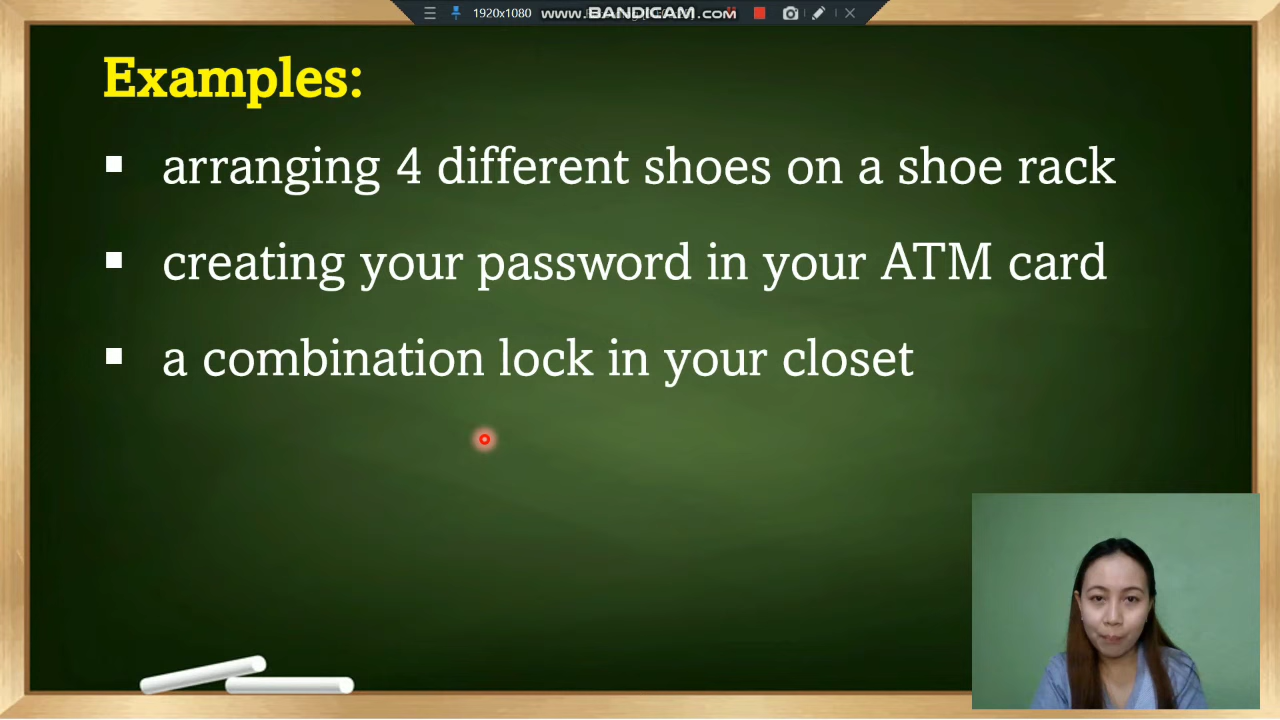 1920x1080 www.BANDICAM.com
Examples:
arranging 4 different shoes on a shoe rack
creating your password in your ATM card
a combination lock in your closet